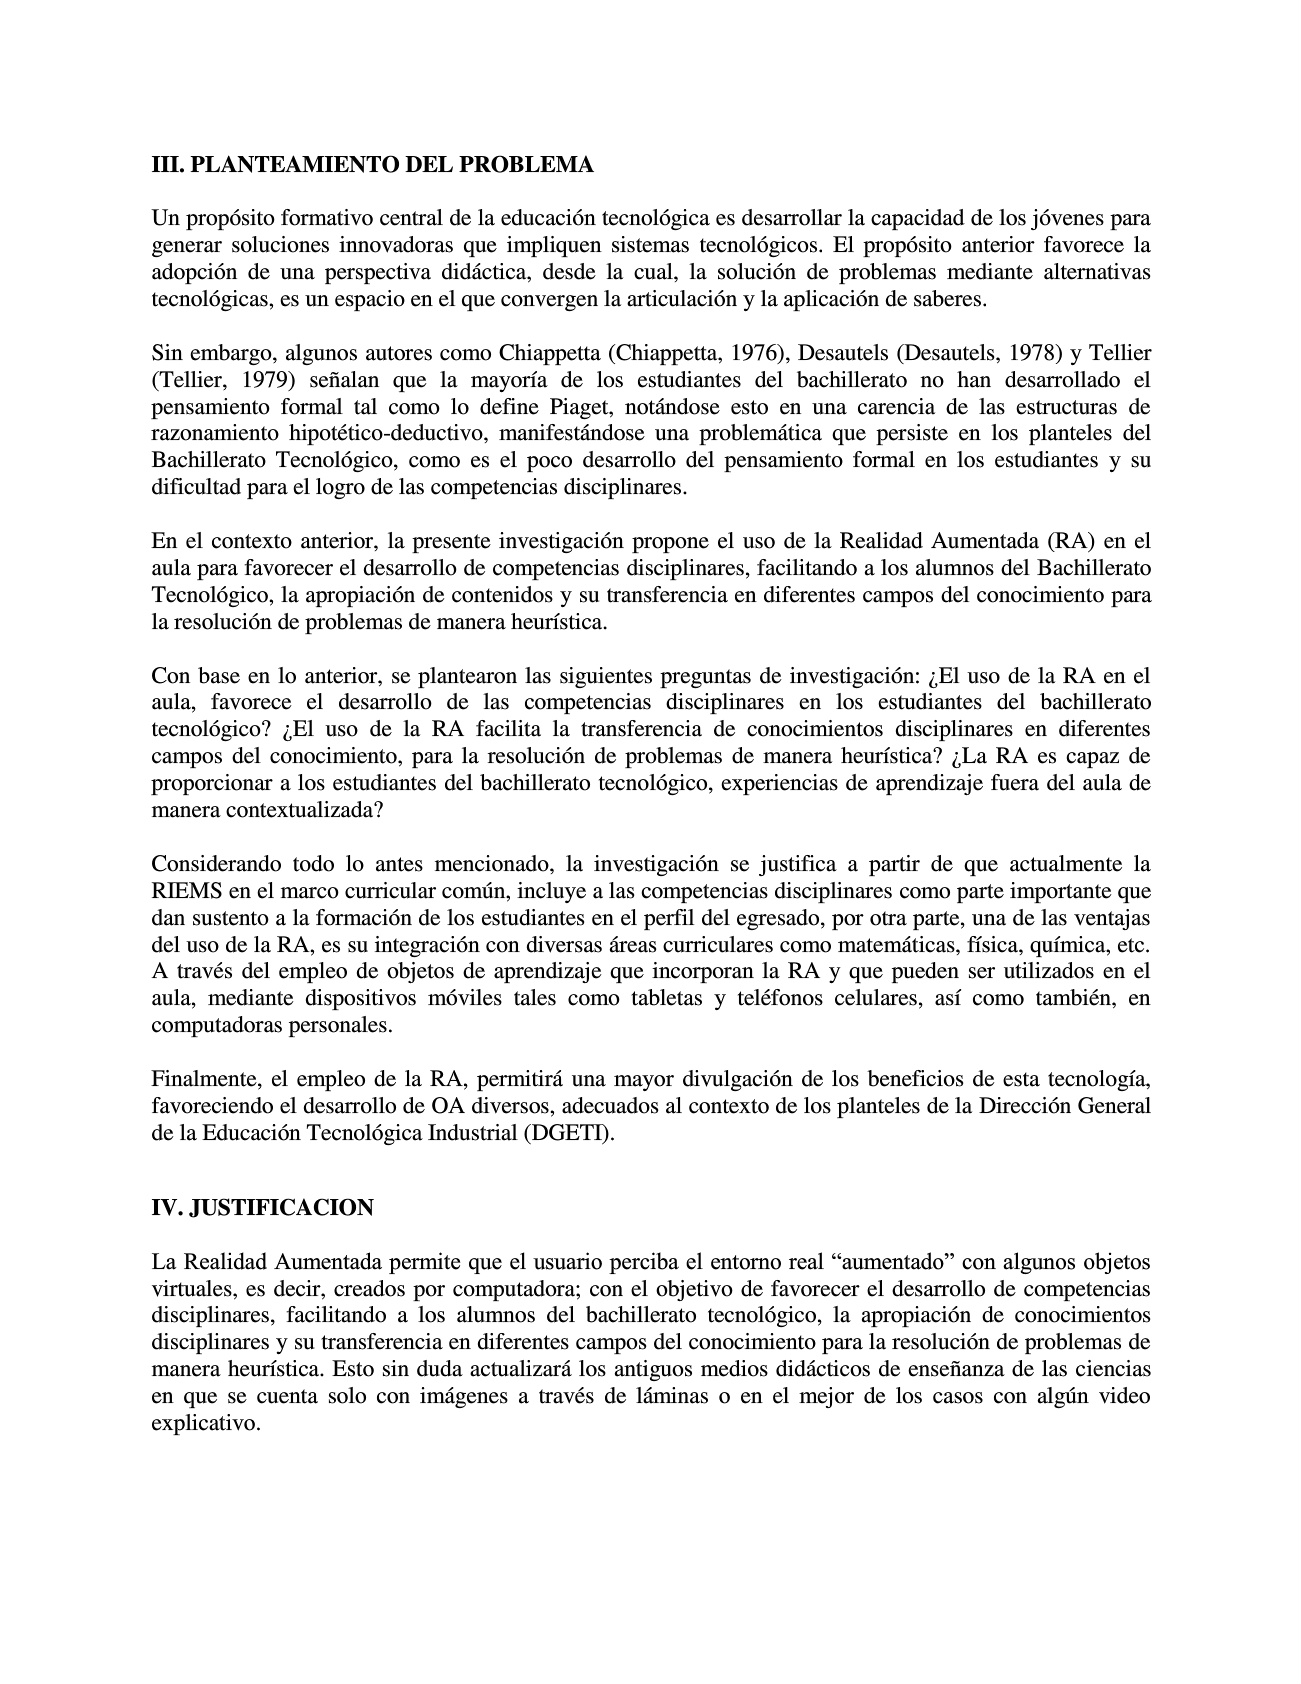 III. PLANTEAMIENTO DEL PROBLEMA
Un propósito formativo central de la educación tecnológica es desarrollar la capacidad de los jóvenes para
generar soluciones innovadoras que impliquen sistemas tecnológicos. El propósito anterior favorece la
adopción de una perspectiva didáctica, desde la cual, la solución de problemas mediante alternativas
tecnológicas, es un espacio en el que convergen la articulación y la aplicación de saberes.
Sin embargo, algunos autores como Chiappetta (Chiappetta, 1976), Desautels (Desautels, 1978) y Tellier
(Tellier, 1979) señalan que la mayoría de los estudiantes del bachillerato no han desarrollado el
pensamiento formal tal como lo define Piaget, notándose esto en una carencia de las estructuras de
razonamiento hipotético-deductivo, manifestándose una problemática que persiste en los planteles del
Bachillerato Tecnológico, como es el poco desarrollo del pensamiento formal en los estudiantes y su
dificultad para el logro de las competencias disciplinares.
En el contexto anterior, la presente investigación propone el uso de la Realidad Aumentada (RA) en el
aula para favorecer el desarrollo de competencias disciplinares, facilitando a los alumnos del Bachillerato
Tecnológico, la apropiación de contenidos y su transferencia en diferentes campos del conocimiento para
la resolución de problemas de manera heurística.
Con base en lo anterior, se plantearon las siguientes preguntas de investigación: ¿El uso de la RA en el
aula, favorece el desarrollo de las competencias disciplinares en los estudiantes del bachillerato
tecnológico? ¿El uso de la RA facilita la transferencia de conocimientos disciplinares en diferentes
campos del conocimiento, para la resolución de problemas de manera heurística? ¿La RA es capaz de
proporcionar a los estudiantes del bachillerato tecnológico, experiencias de aprendizaje fuera del aula de
manera contextualizada?
Considerando todo lo antes mencionado, la investigación se justifica a partir de que actualmente la
RIEMS en el marco curricular común, incluye a las competencias disciplinares como parte importante que
dan sustento a la formación de los estudiantes en el perfil del egresado, por otra parte, una de las ventajas
del uso de la RA, es su integración con diversas áreas curriculares como matemáticas, física, química, etc.
A través del empleo de objetos de aprendizaje que incorporan la RA y que pueden ser utilizados en el
aula, mediante dispositivos móviles tales como tabletas y teléfonos celulares, así como también, en
computadoras personales.
Finalmente, el empleo de la RA, permitirá una mayor divulgación de los beneficios de esta tecnología,
favoreciendo el desarrollo de OA diversos, adecuados al contexto de los planteles de la Dirección General
de la Educación Tecnológica Industrial (DGETI).
IV. JUSTIFICACION
La Realidad Aumentada permite que el usuario perciba el entorno real “aumentado” con algunos objetos
virtuales, es decir, creados por computadora; con el objetivo de favorecer el desarrollo de competencias
disciplinares, facilitando a los alumnos del bachillerato tecnológico, la apropiación de conocimientos
disciplinares y su transferencia en diferentes campos del conocimiento para la resolución de problemas de
manera heurística. Esto sin duda actualizará los antiguos medios didácticos de enseñanza de las ciencias
en que se cuenta solo con imágenes a través de láminas o en el mejor de los casos con algún video
explicativo.